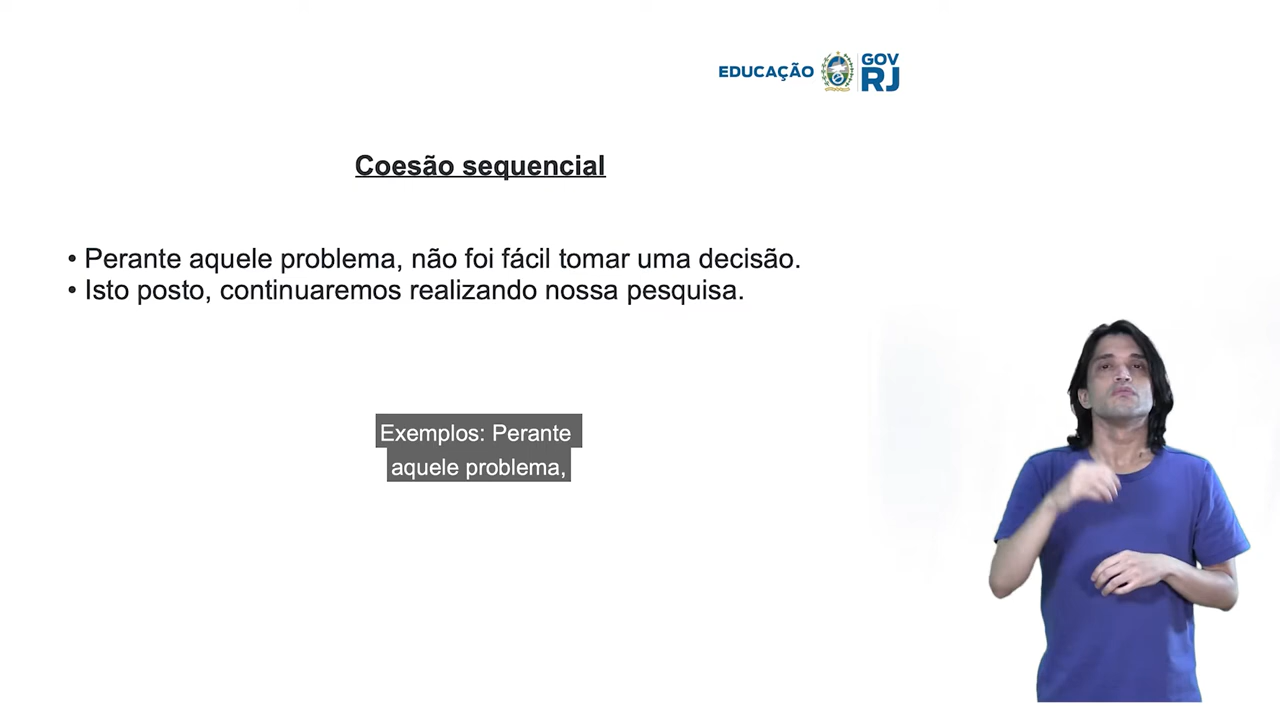 EDUCAÇÃO GOV RJ
Coesão sequencial
• Perante aquele problema, não foi fácil tomar uma decisão.
• Isto posto, continuaremos realizando nossa pesquisa.
Exemplos: Perante
aquele problema,